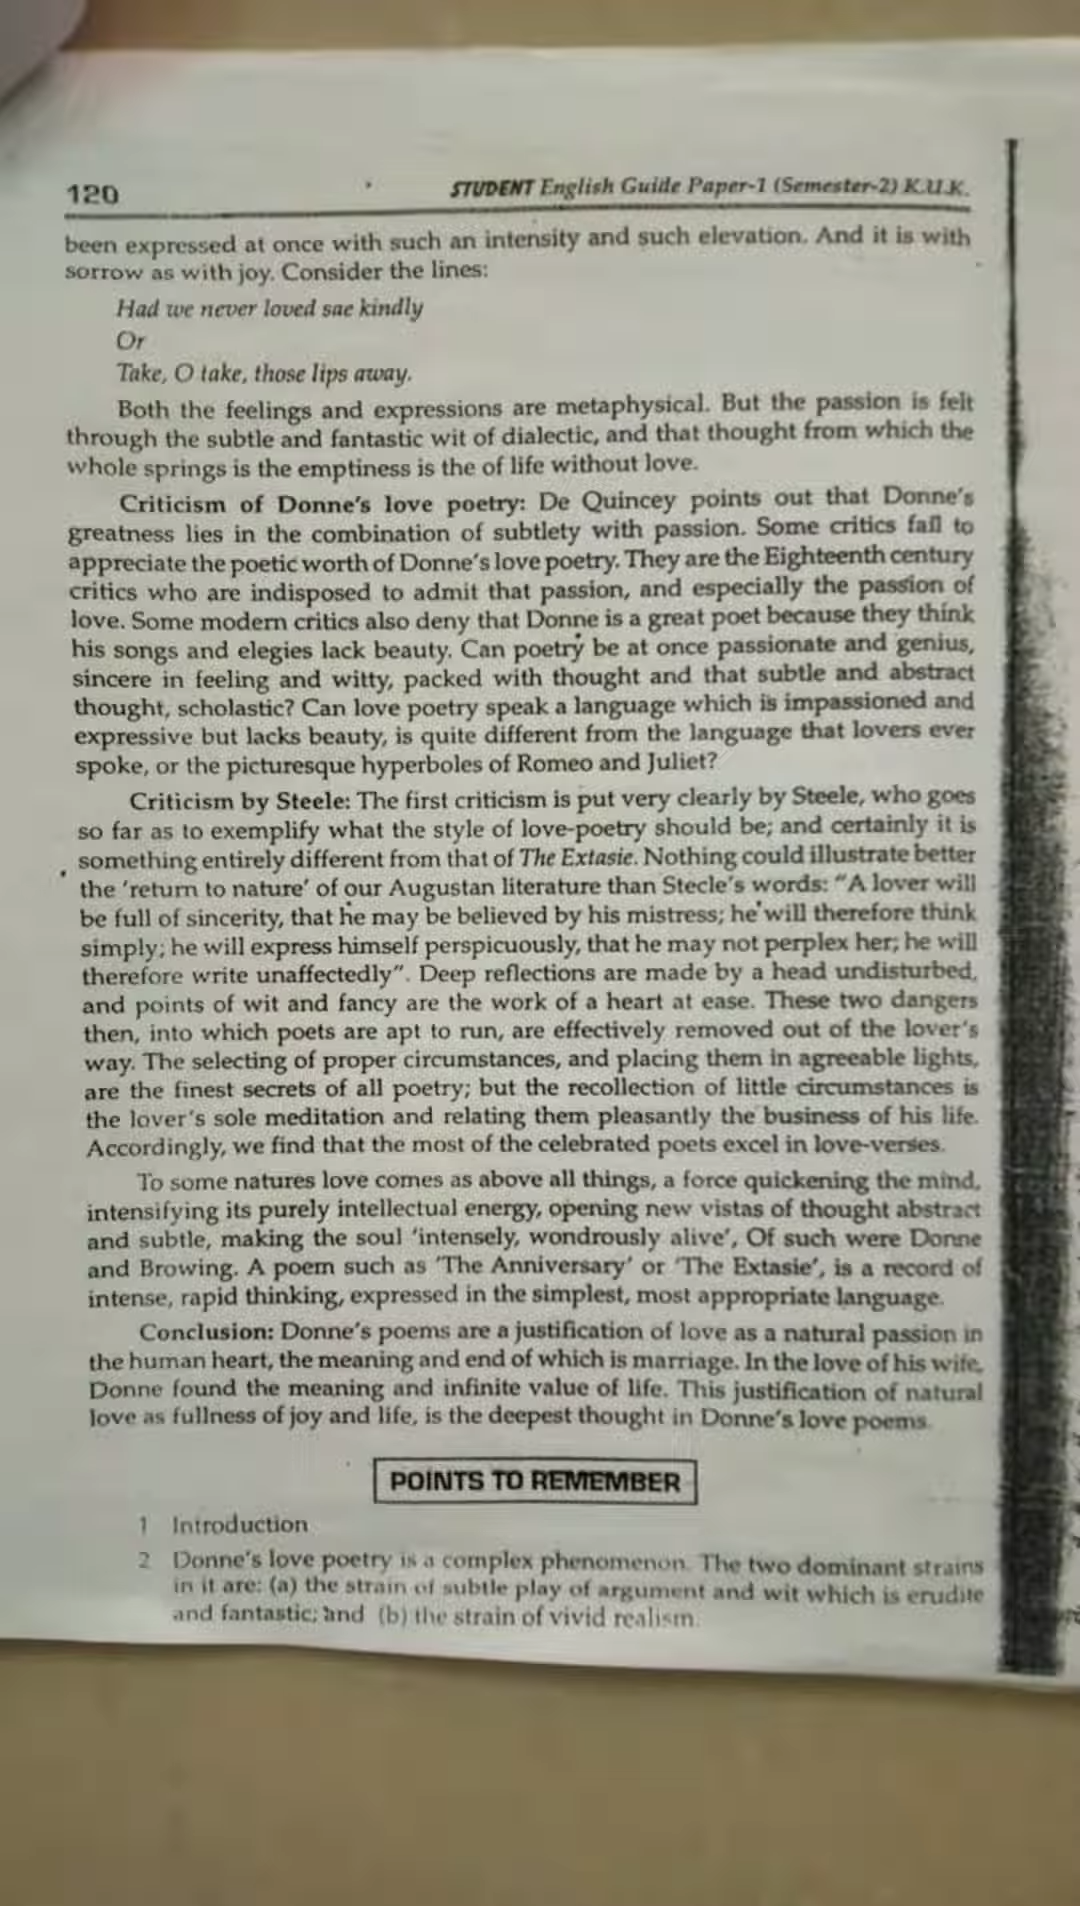 120
STUDENT English Guide Paper-1 (Semester-2) K.U.K.
been expressed at once with such an intensity and such elevation. And it is with
sorrow as with joy. Consider the lines:
Had we never loved sae kindly
Or
Take, O take, those lips away.
Both the feelings and expressions are metaphysical. But the passion is felt
through the subtle and fantastic wit of dialectic, and that thought from which the
whole springs is the emptiness is the of life without love.
Criticism of Donne's love poetry: De Quincey points out that Donne's
greatness lies in the combination of subtlety with passion. Some critics fail to
appreciate the poetic worth of Donne's love poetry. They are the Eighteenth century
critics who are indisposed to admit that passion, and especially the passion of
love. Some modern critics also deny that Donne is a great poet because they think
his songs and elegies lack beauty. Can poetry be at once passionate and genius,
sincere in feeling and witty, packed with thought and that subtle and abstract
thought, scholastic? Can love poetry speak a language which is impassioned and
expressive but lacks beauty, is quite different from the language that lovers ever
spoke, or the picturesque hyperboles of Romeo and Juliet?
Criticism by Steele: The first criticism is put very clearly by Steele, who goes
so far as to exemplify what the style of love-poetry should be; and certainly it is
something entirely different from that of The Extasie. Nothing could illustrate better
the 'return to nature' of our Augustan literature than Stecle's words: "A lover will
be full of sincerity, that he may be believed by his mistress; he will therefore think
simply; he will express himself perspicuously, that he may not perplex her; he will
therefore write unaffectedly". Deep reflections are made by a head undisturbed,
and points of wit and fancy are the work of a heart at ease. These two dangers
then, into which poets are apt to run, are effectively removed out of the lover's
way. The selecting of proper circumstances, and placing them in agreeable lights,
are the finest secrets of all poetry; but the recollection of little circumstances is
the lover's sole meditation and relating them pleasantly the business of his life.
Accordingly, we find that the most of the celebrated poets excel in love-verses.
To some natures love comes as above all things, a force quickening the mind,
intensifying its purely intellectual energy, opening new vistas of thought abstract
and subtle, making the soul 'intensely, wondrously alive', Of such were Donne
and Browing. A poem such as 'The Anniversary' or 'The Extasie', is a record of
intense, rapid thinking, expressed in the simplest, most appropriate language.
Conclusion: Donne's poems are a justification of love as a natural passion in
the human heart, the meaning and end of which is marriage. In the love of his wife,
Donne found the meaning and infinite value of life. This justification of natural
love as fullness of joy and life, is the deepest thought in Donne's love poems.
POINTS TO REMEMBER
1 Introduction
2 Donne's love poetry is a complex phenomenon. The two dominant strains
in it are: (a) the strain of subtle play of argument and wit which is erudite
and fantastic; and (b) the strain of vivid realism.